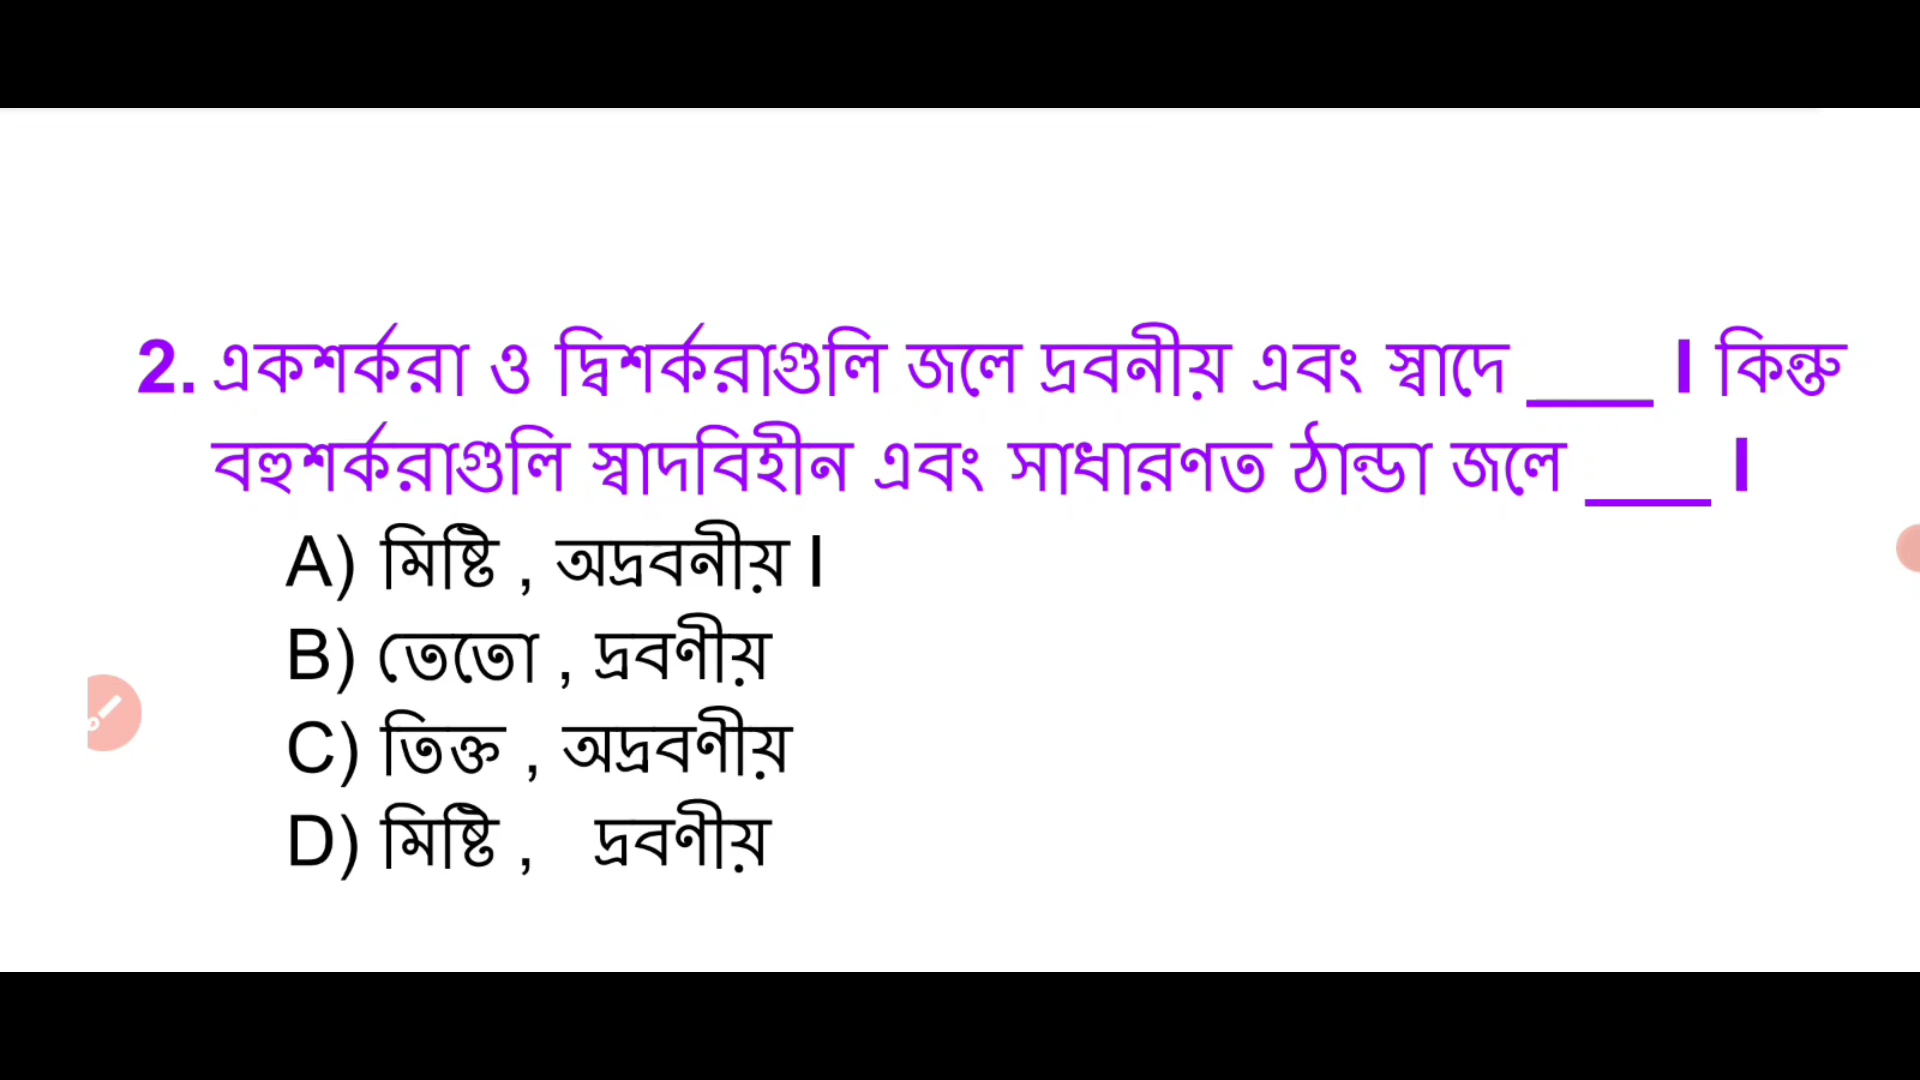 2. একশর্করা ও দ্বিশর্করাগুলি জলে দ্রবনীয় এবং স্বাদে ____ l কিন্তু
বহুশর্করাগুলি স্বাদবিহীন এবং সাধারণত ঠান্ডা জলে ____ l
A) মিষ্টি , অদ্রবনীয় l
B) তেতো , দ্রবণীয়
C) তিক্ত , অদ্রবণীয়
D) মিষ্টি , দ্রবণীয়